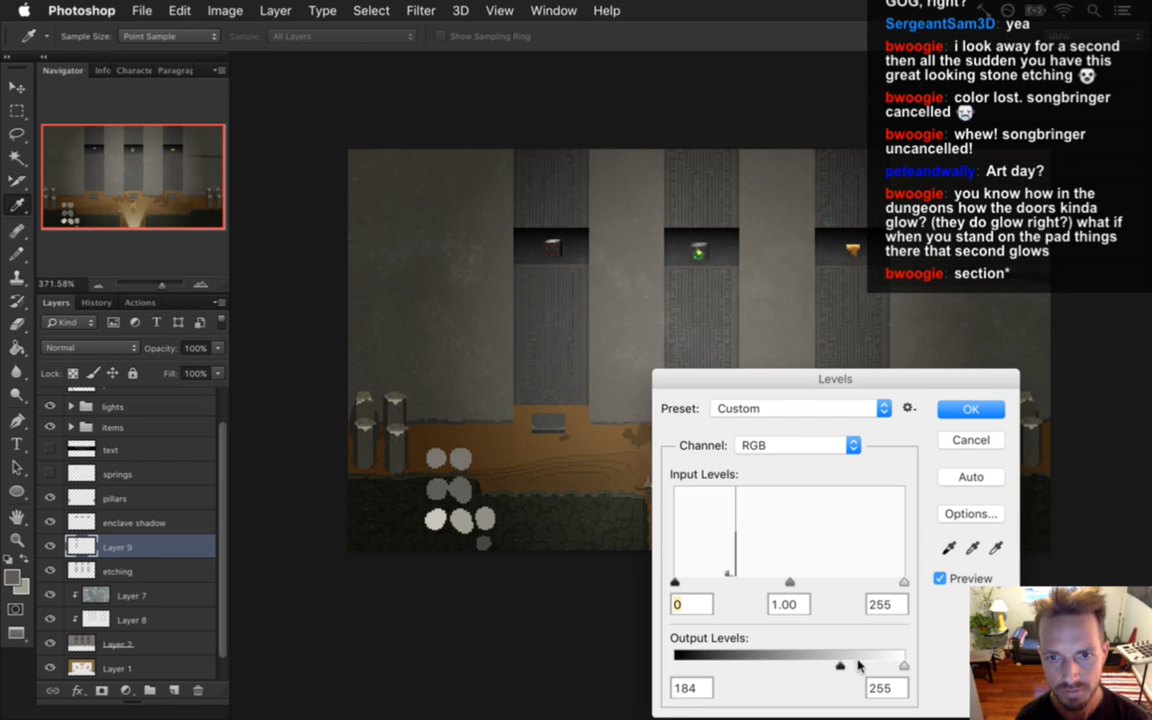 Photoshop File Edit Image Layer Type Select Filter 3D View Window Help
Sample Size: Point Sample Sample: All Layers Show Sampling Ring
GOG, right?
SergeantSam3D: yea
bwoogie: i look away for a second
then all the sudden you have this
great looking stone etching
bwoogie: color lost. songbringer
cancelled
bwoogie: whew! songbringer
uncancelled!
peteandwally: Art day?
bwoogie: you know how in the
dungeons how the doors kinda
glow? (they do glow right?) what if
when you stand on the pad things
there that second glows
bwoogie: section*
Navigator Info Characte Paragrap
371.58%
Layers History Actions
Kind
Normal Opacity: 100%
Lock: Fill: 100%
lights
items
text
springs
pillars
enclave shadow
Layer 9
etching
Layer 7
Layer 8
Layer 2
Layer 1
fx
Levels
Preset: Custom
OK
Channel: RGB
Cancel
Input Levels:
Auto
Options...
Preview
0 1.00 255
Output Levels:
184 255